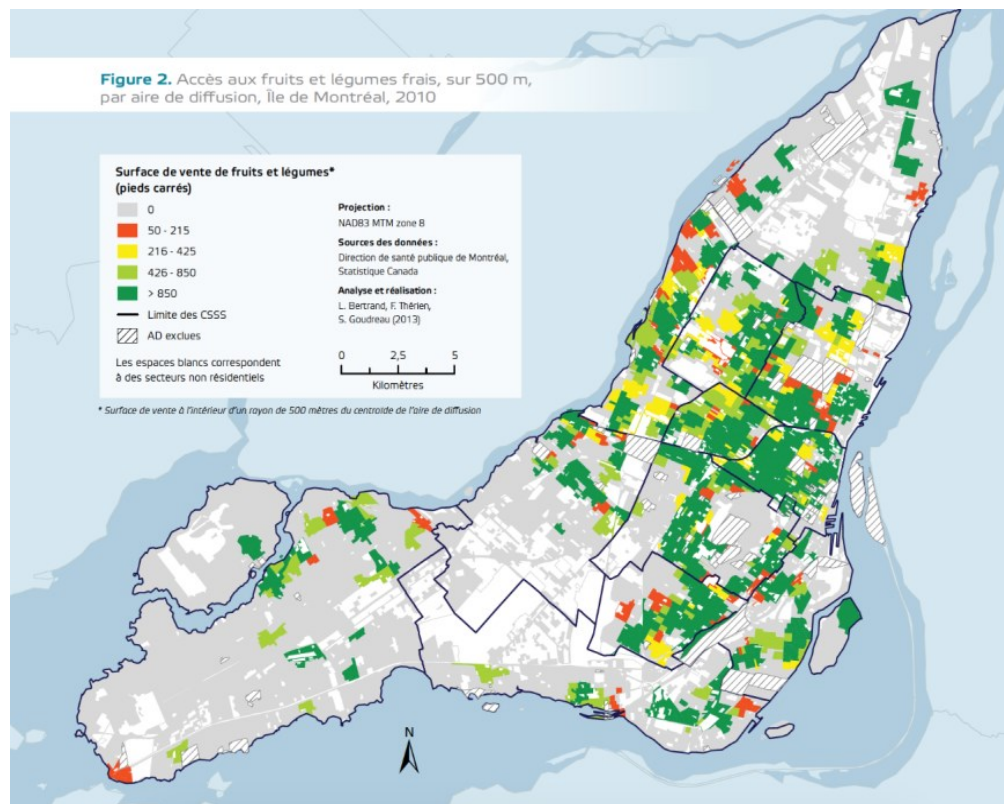 Figure 2. Accès aux fruits et légumes frais, sur 500 m,
par aire de diffusion, Île de Montréal, 2010
Surface de vente de fruits et légumes*
(pieds carrés)
0
50 - 215
216 - 425
426 - 850
> 850
Limite des CSSS
AD exclues
Les espaces blancs correspondent
à des secteurs non résidentiels
Projection :
NAD83 MTM zone 8
Sources des données :
Direction de santé publique de Montréal,
Statistique Canada
Analyse et réalisation :
L. Bertrand, F. Thérien,
S. Goudreau (2013)
0 2,5 5
Kilomètres
* Surface de vente à l'intérieur d'un rayon de 500 mètres du centroïde de l'aire de diffusion
N